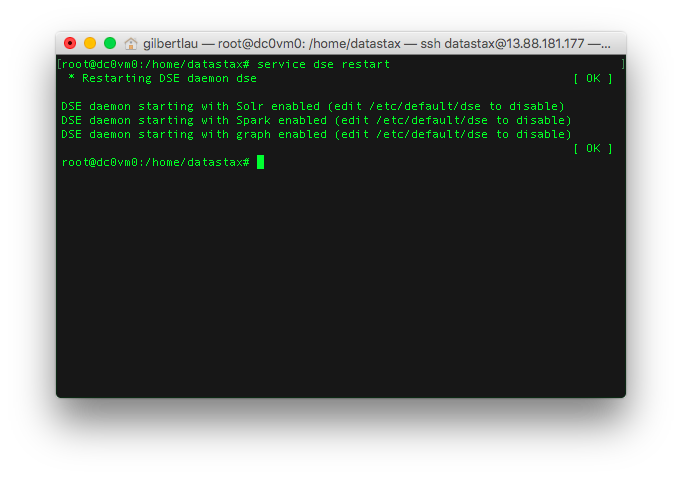 gilbertlau — root@dc0vm0: /home/datastax — ssh datastax@13.88.181.177 —...
[root@dc0vm0:/home/datastax# service dse restart ]
* Restarting DSE daemon dse [ OK ]
DSE daemon starting with Solr enabled (edit /etc/default/dse to disable)
DSE daemon starting with Spark enabled (edit /etc/default/dse to disable)
DSE daemon starting with graph enabled (edit /etc/default/dse to disable)
[ OK ]
root@dc0vm0:/home/datastax#